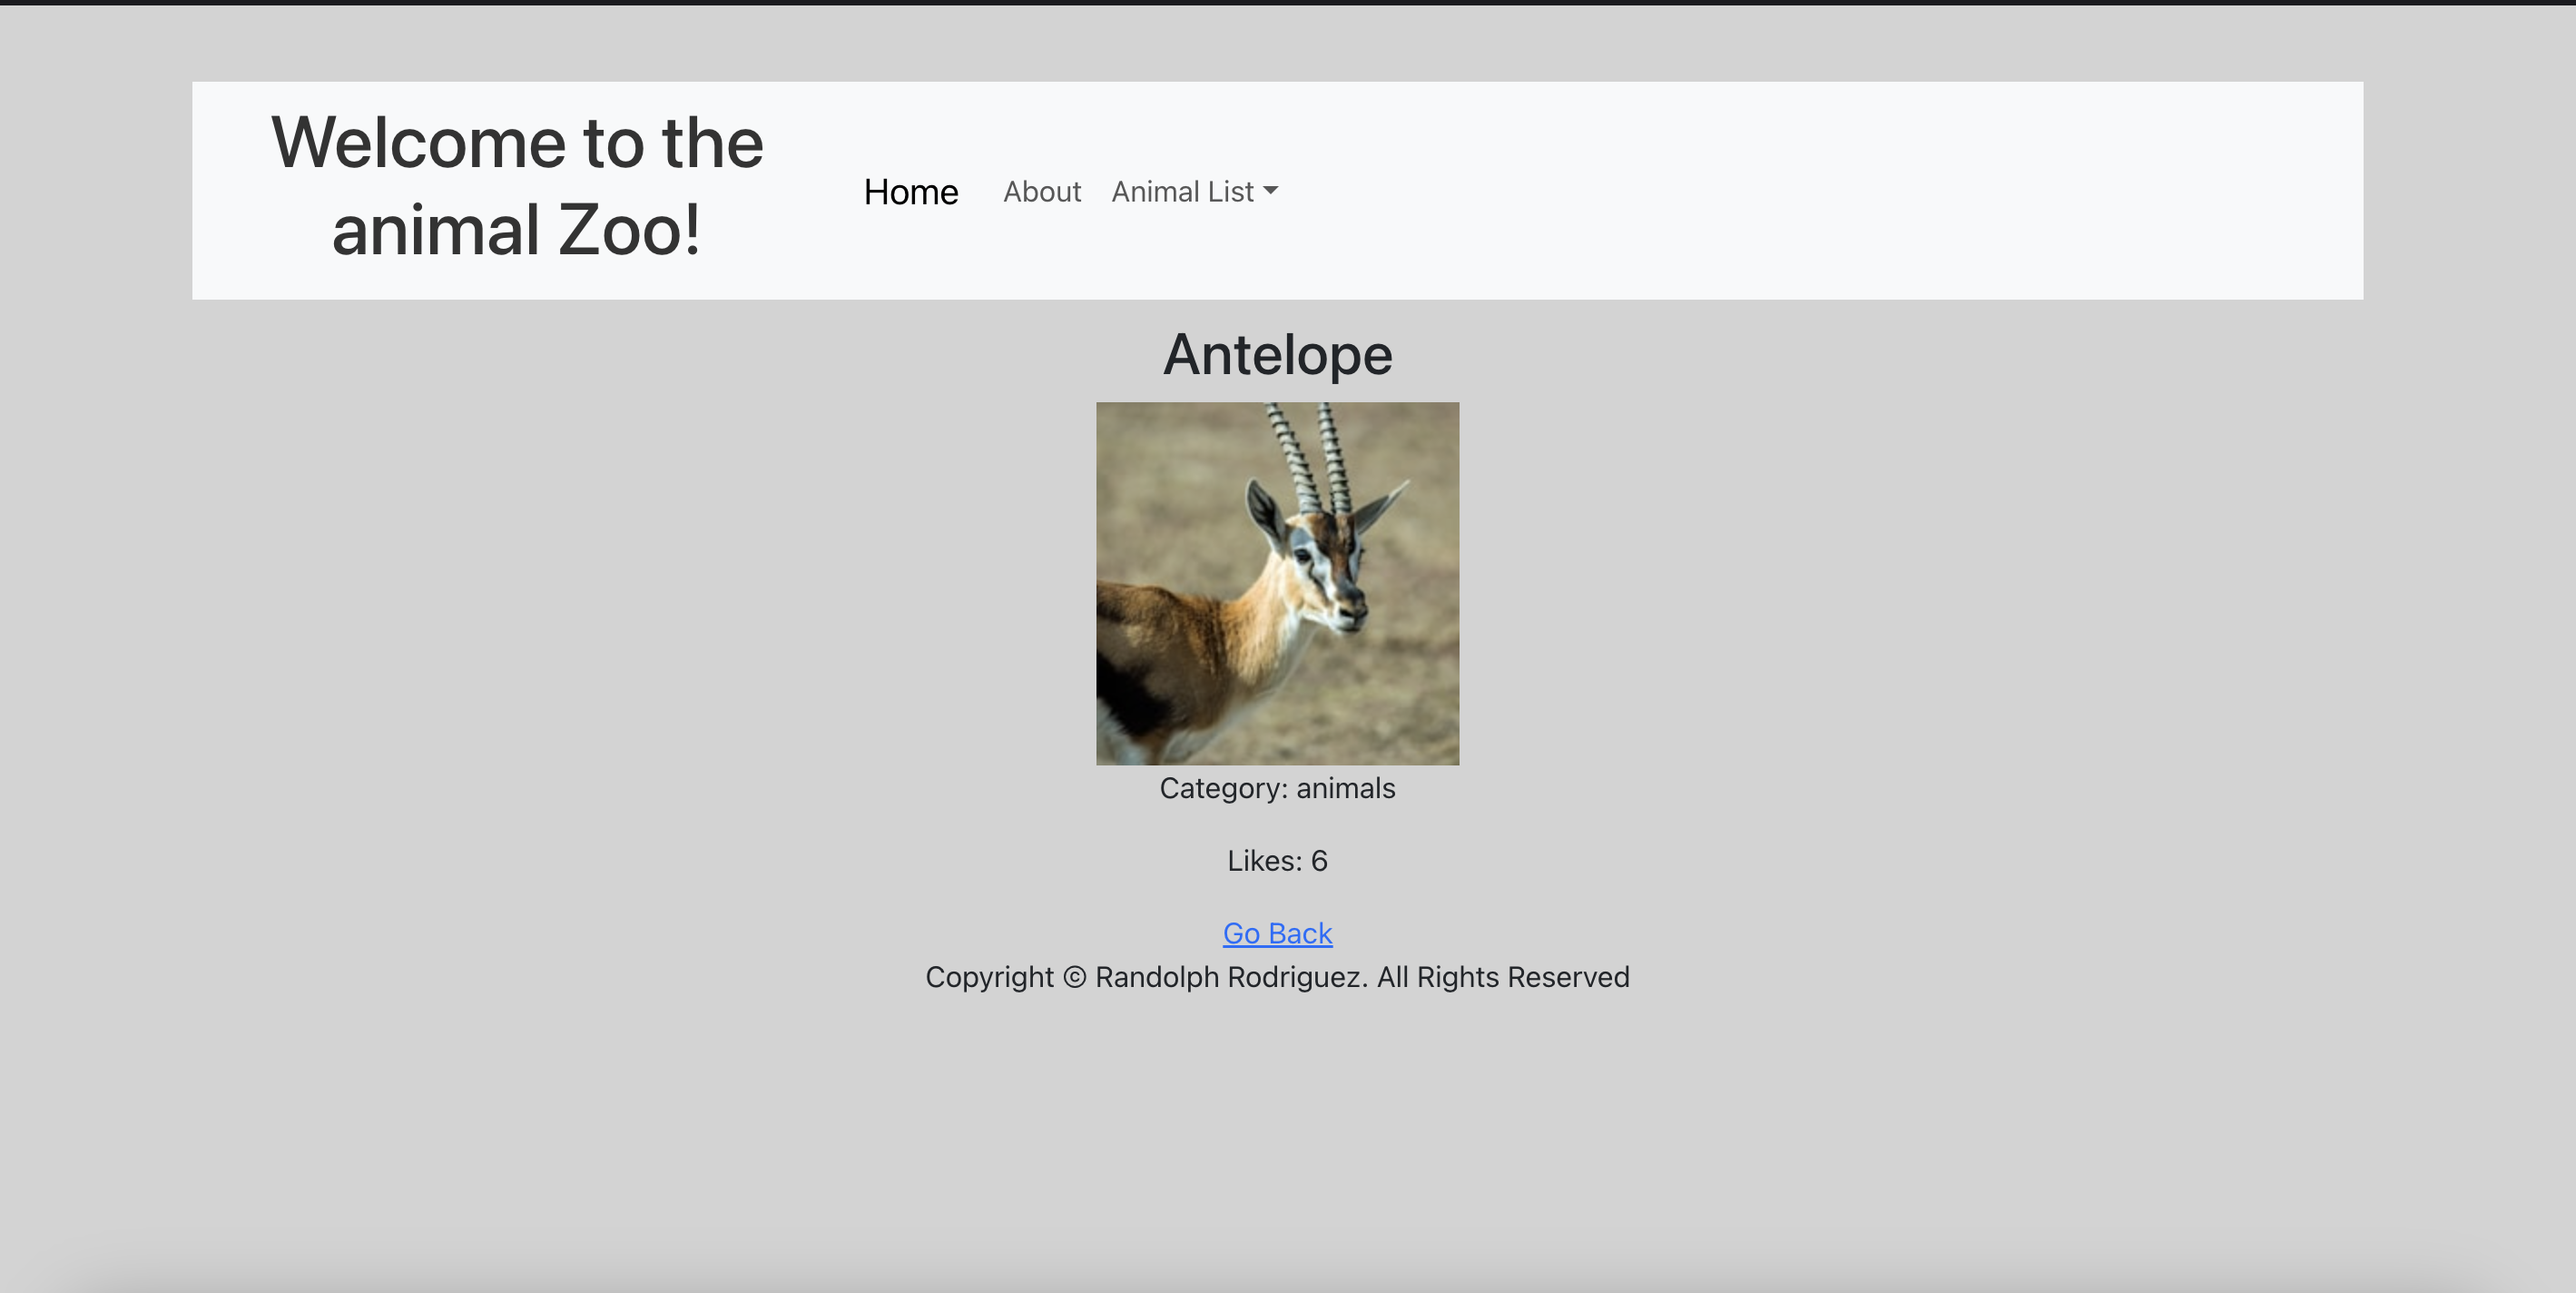 Welcome to the
animal Zoo!
Home About Animal List
Antelope
Category: animals
Likes: 6
Go Back
Copyright © Randolph Rodriguez. All Rights Reserved